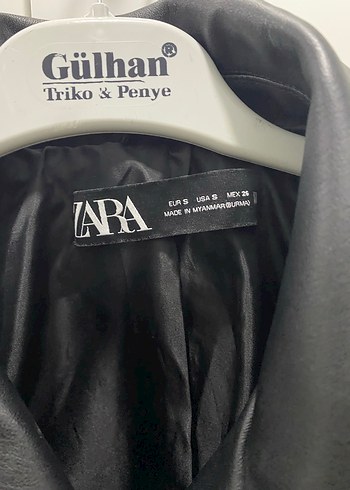 Gülhan®
Triko & Penye
ZARA
EUR S USA S MEX 26
MADE IN MYANMAR (BURMA)